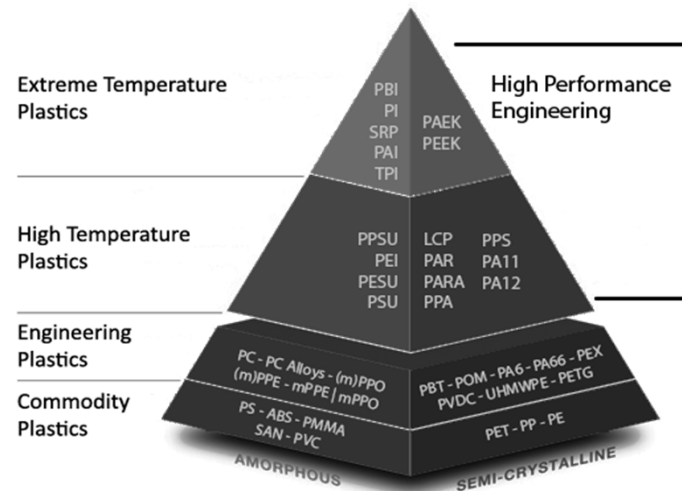 Extreme Temperature
Plastics
High Performance
Engineering
PBI
PI
SRP
PAI
TPI
PAEK
PEEK
High Temperature
Plastics
PPSU
PEI
PESU
PSU
LCP
PAR
PARA
PPA
PPS
PA11
PA12
Engineering
Plastics
PC - PC Alloys - (m)PPO
(m)PPE - mPPE | mPPO
PBT - POM - PA6 - PA66 - PEX
PVDC - UHMWPE - PETG
Commodity
Plastics
PS - ABS - PMMA
SAN - PVC
PET - PP - PE
AMORPHOUS
SEMI-CRYSTALLINE